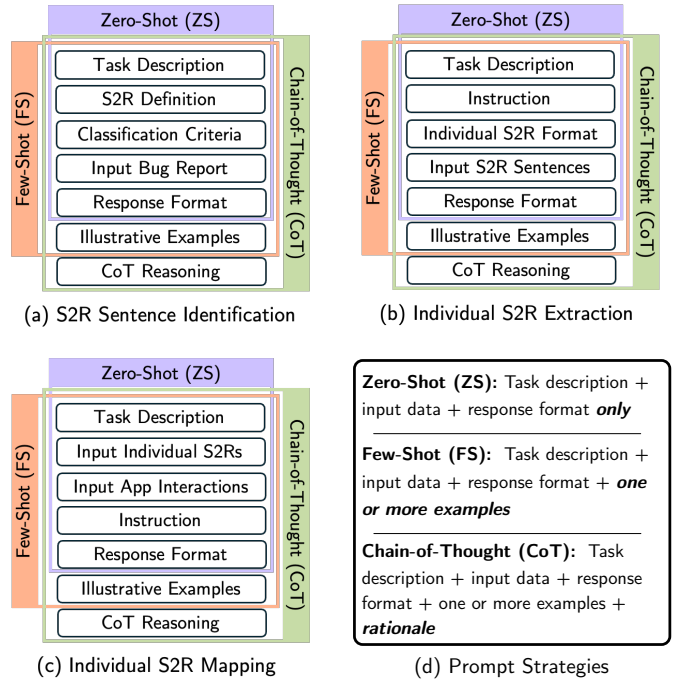 Zero-Shot (ZS)
Few-Shot (FS)
Task Description
S2R Definition
Classification Criteria
Input Bug Report
Response Format
Illustrative Examples
CoT Reasoning
Chain-of-Thought (CoT)
(a) S2R Sentence Identification
Zero-Shot (ZS)
Few-Shot (FS)
Task Description
Instruction
Individual S2R Format
Input S2R Sentences
Response Format
Illustrative Examples
CoT Reasoning
Chain-of-Thought (CoT)
(b) Individual S2R Extraction
Zero-Shot (ZS)
Few-Shot (FS)
Task Description
Input Individual S2Rs
Input App Interactions
Instruction
Response Format
Illustrative Examples
CoT Reasoning
Chain-of-Thought (CoT)
(c) Individual S2R Mapping
Zero-Shot (ZS): Task description +
input data + response format only
Few-Shot (FS): Task description +
input data + response format + one
or more examples
Chain-of-Thought (CoT): Task
description + input data + response
format + one or more examples +
rationale
(d) Prompt Strategies